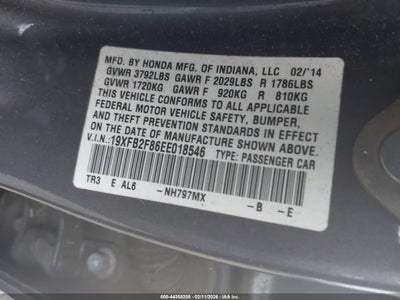 MFD. BY HONDA MFG. OF INDIANA, LLC 02/'14
GVWR 3792LBS GAWR F 2029LBS R 1786LBS
GVWR 1720KG GAWR F 920KG R 810KG
THIS VEHICLE CONFORMS TO ALL APPLICABLE
FEDERAL MOTOR VEHICLE SAFETY, BUMPER,
AND THEFT PREVENTION STANDARDS IN EFFECT
ON THE DATE OF MANUFACTURE SHOWN ABOVE.
V.I.N.:19XFB2F86EE018546 TYPE: PASSENGER CAR
TR3 E AL6 -NH797MX -B -E
000-44358208 - 02/11/2026 - IAA INC. ©